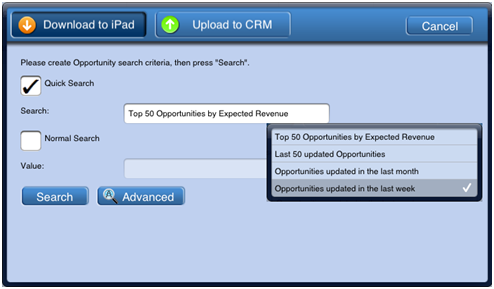 Download to iPad
Upload to CRM
Cancel
Please create Opportunity search criteria, then press "Search".
Quick Search
Search:
Top 50 Opportunities by Expected Revenue
Normal Search
Top 50 Opportunities by Expected Revenue
Last 50 updated Opportunities
Value:
Opportunities updated in the last month
Opportunities updated in the last week
Search
Advanced